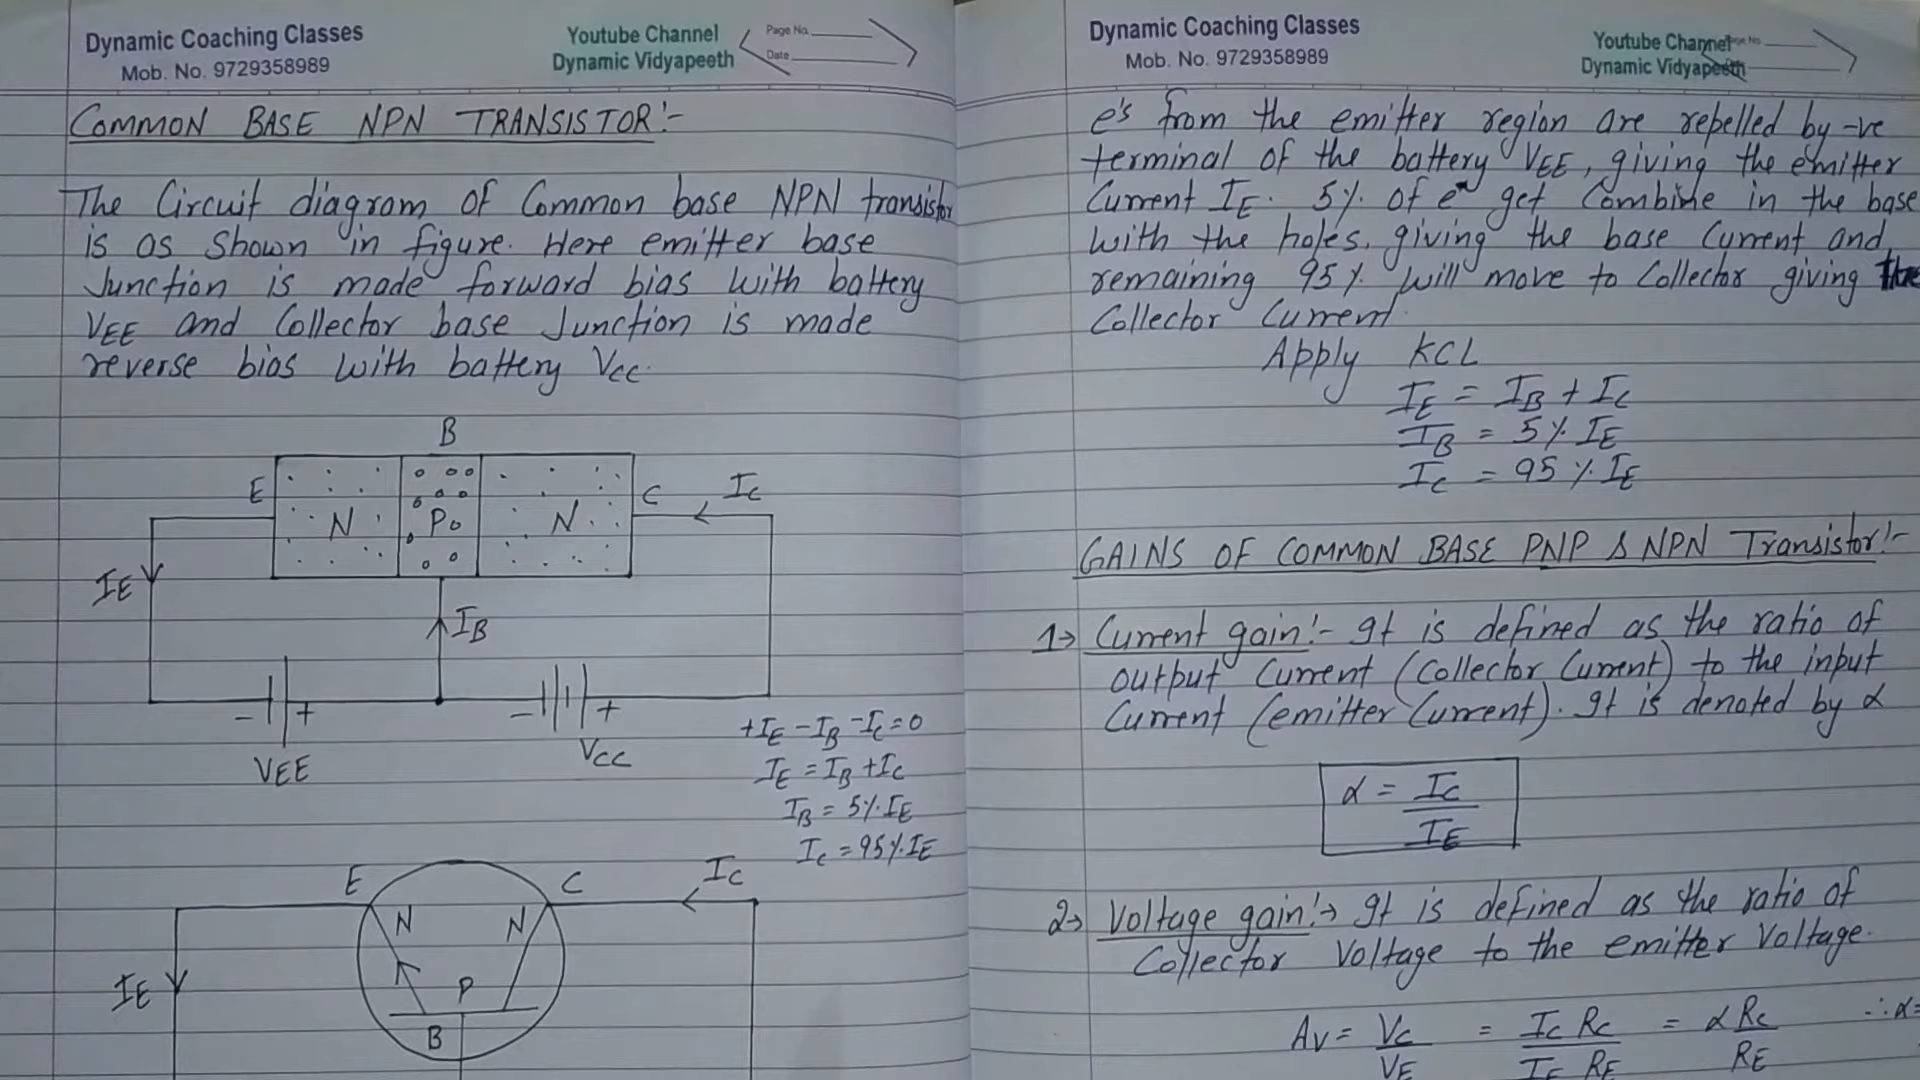 Dynamic Coaching Classes
Mob. No. 9729358989
Youtube Channel
Dynamic Vidyapeeth
Page No.
Date
COMMON BASE NPN TRANSISTOR:-
The Circuit diagram of Common base NPN transistor
is as shown in figure. Here emitter base
Junction is made forward bias with battery
VEE and Collector base Junction is made
reverse bias with battery Vcc.
B
E
N
P
N
C
IC
IE
IB
- +
- +
VEE
VCC
+IE -IB -IC=0
IE = IB + IC
IB = 5% IE
IC = 95% IE
E
C
IC
N
N
IE
P
B
Dynamic Coaching Classes
Mob. No. 9729358989
Youtube Channel
Dynamic Vidyapeeth
e's from the emitter region are repelled by -ve
terminal of the battery VEE, giving the emitter
Current IE. 5% of e⁻s get Combine in the base
with the holes, giving the base Current and
remaining 95% will move to Collector giving the
Collector Current.
Apply KCL
IE = IB + IC
IB = 5% IE
IC = 95% IE
GAINS OF COMMON BASE PNP & NPN Transistor:-
1→ Current gain:- It is defined as the ratio of
output Current (Collector Current) to the input
Current (emitter Current). It is denoted by α
α = IC / IE
2→ Voltage gain:→ It is defined as the ratio of
Collector Voltage to the emitter Voltage.
AV = VC / VE = IC RC / IE RE = α RC / RE ∴ α=